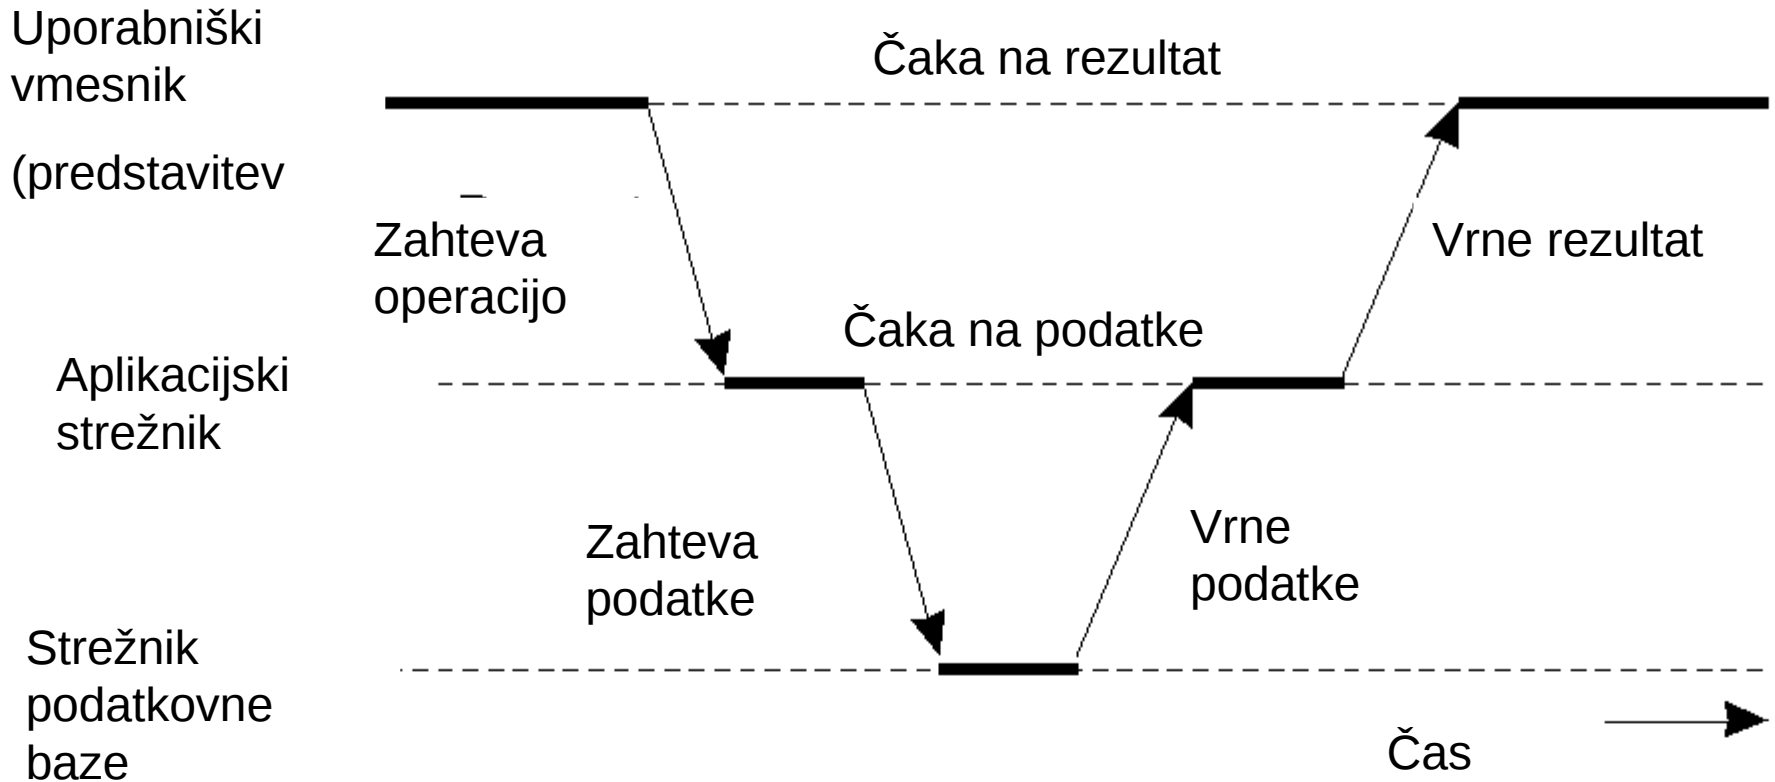 Uporabniški
vmesnik
(predstavitev
Čaka na rezultat
Zahteva
operacijo
Vrne rezultat
Čaka na podatke
Aplikacijski
strežnik
Zahteva
podatke
Vrne
podatke
Strežnik
podatkovne
baze
Čas